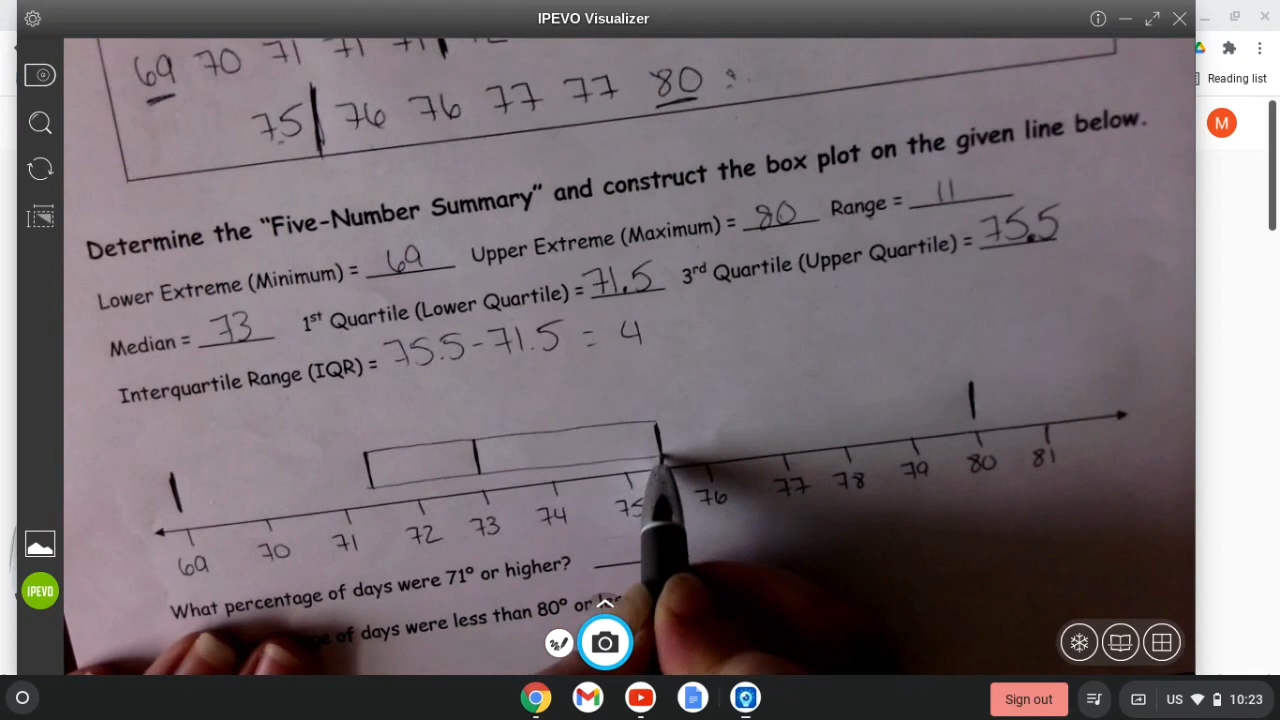 IPEVO Visualizer
Reading list
M
69 70 71 71 71
75 76 76 77 77 80
Determine the "Five-Number Summary" and construct the box plot on the given line below.
Lower Extreme (Minimum) = 69 Upper Extreme (Maximum) = 80 Range = 11
Median = 73 1st Quartile (Lower Quartile) = 71.5 3rd Quartile (Upper Quartile) = 75.5
Interquartile Range (IQR) = 75.5-71.5 = 4
69 70 71 72 73 74 75 76 77 78 79 80 81
What percentage of days were 71° or higher?
of days were less than 80° or
IPEVO
Sign out
US 10:23